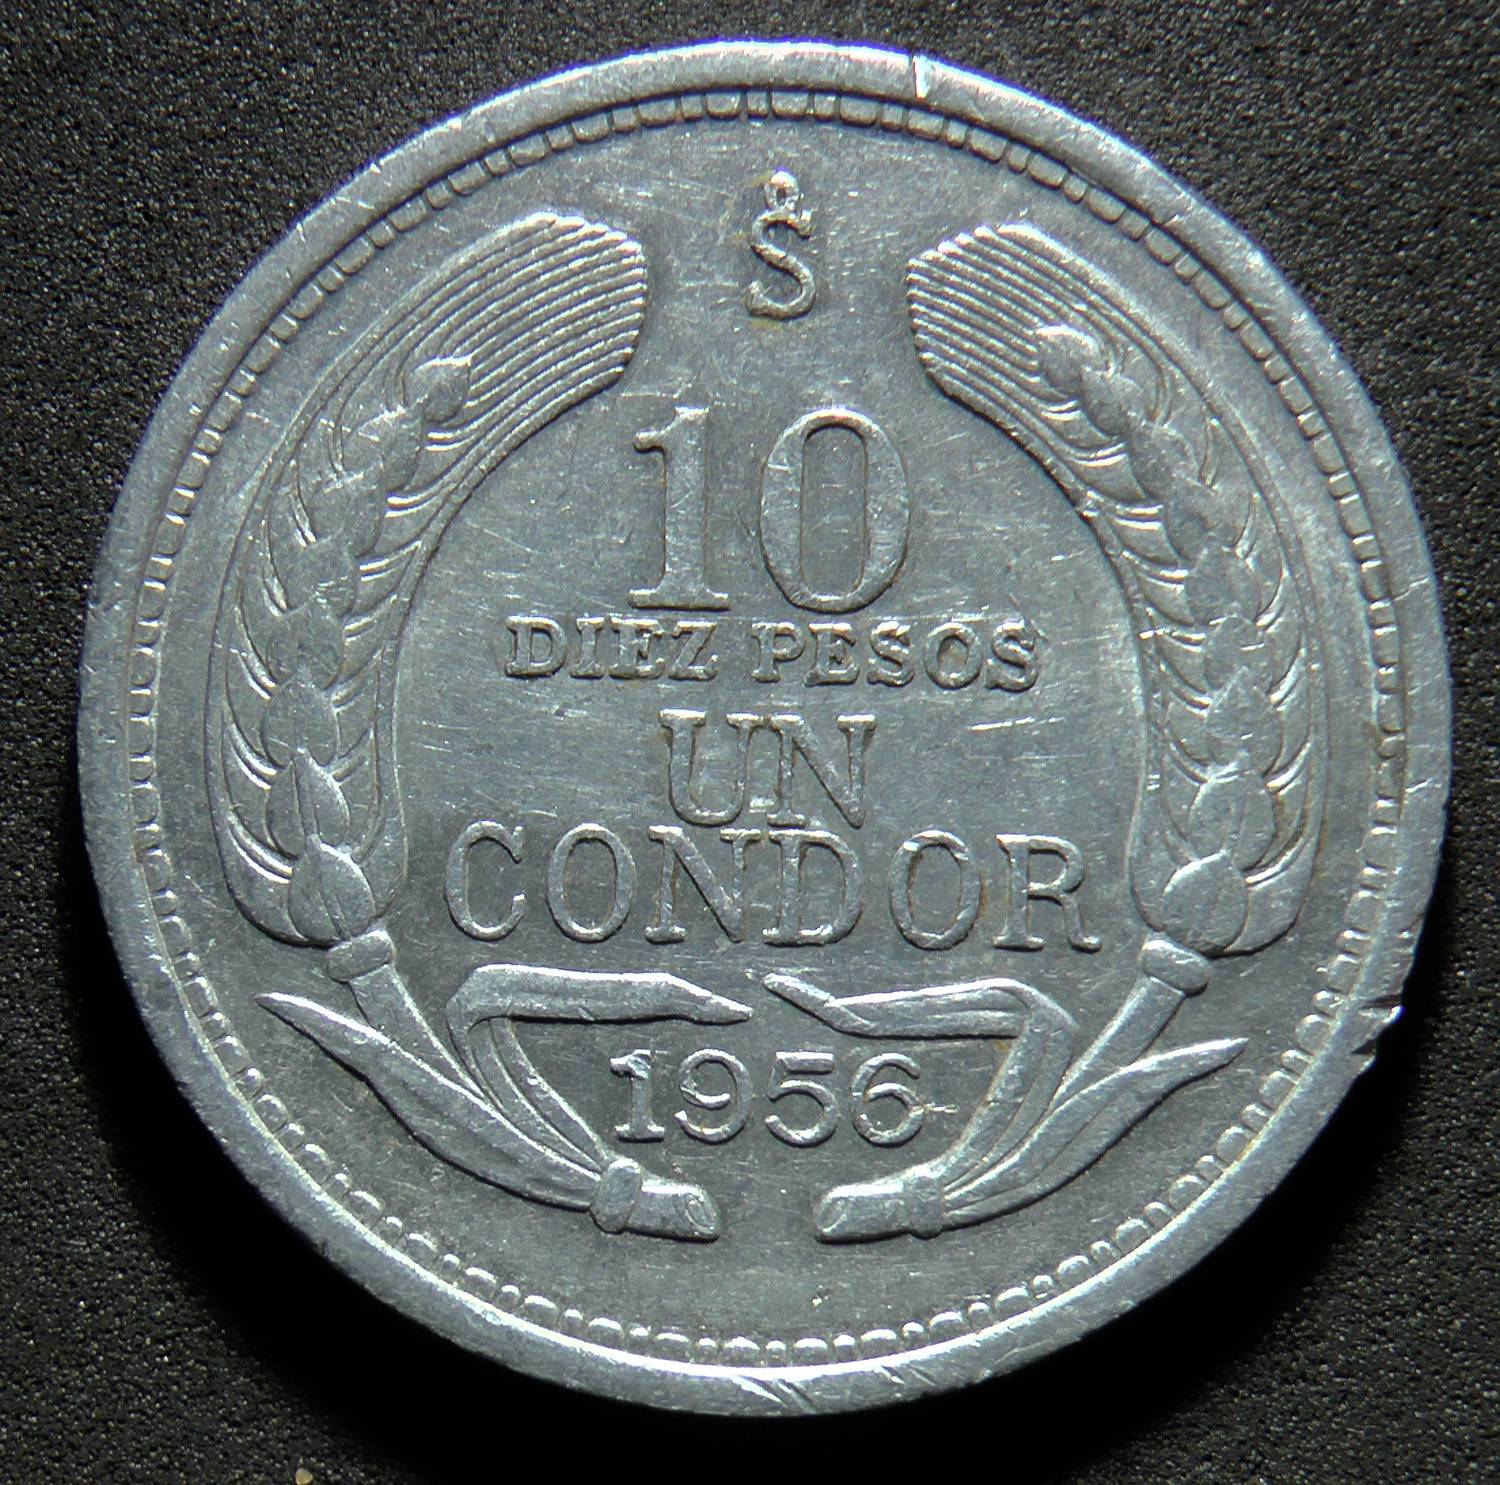 S°
10
DIEZ PESOS
UN
CONDOR
1956